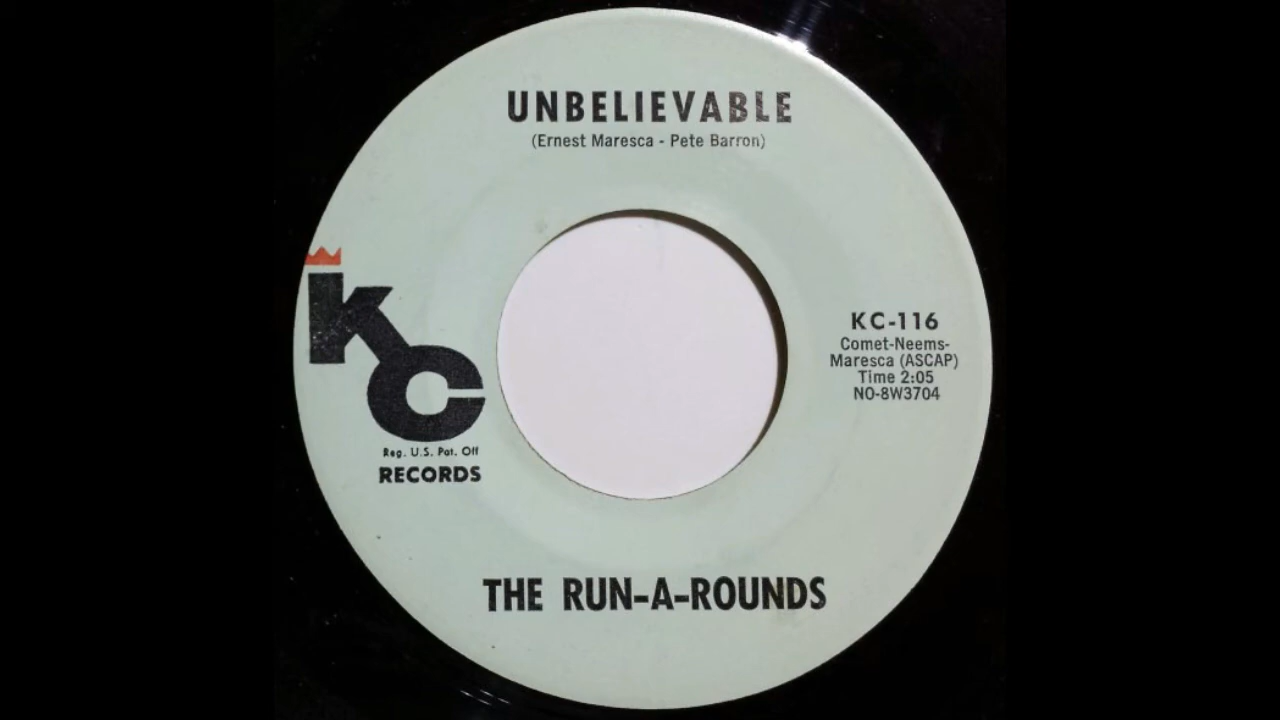 UNBELIEVABLE
(Ernest Maresca - Pete Barron)
KC
Reg. U.S. Pat. Off
RECORDS
KC-116
Comet-Neems-
Maresca (ASCAP)
Time 2:05
NO-8W3704
THE RUN-A-ROUNDS